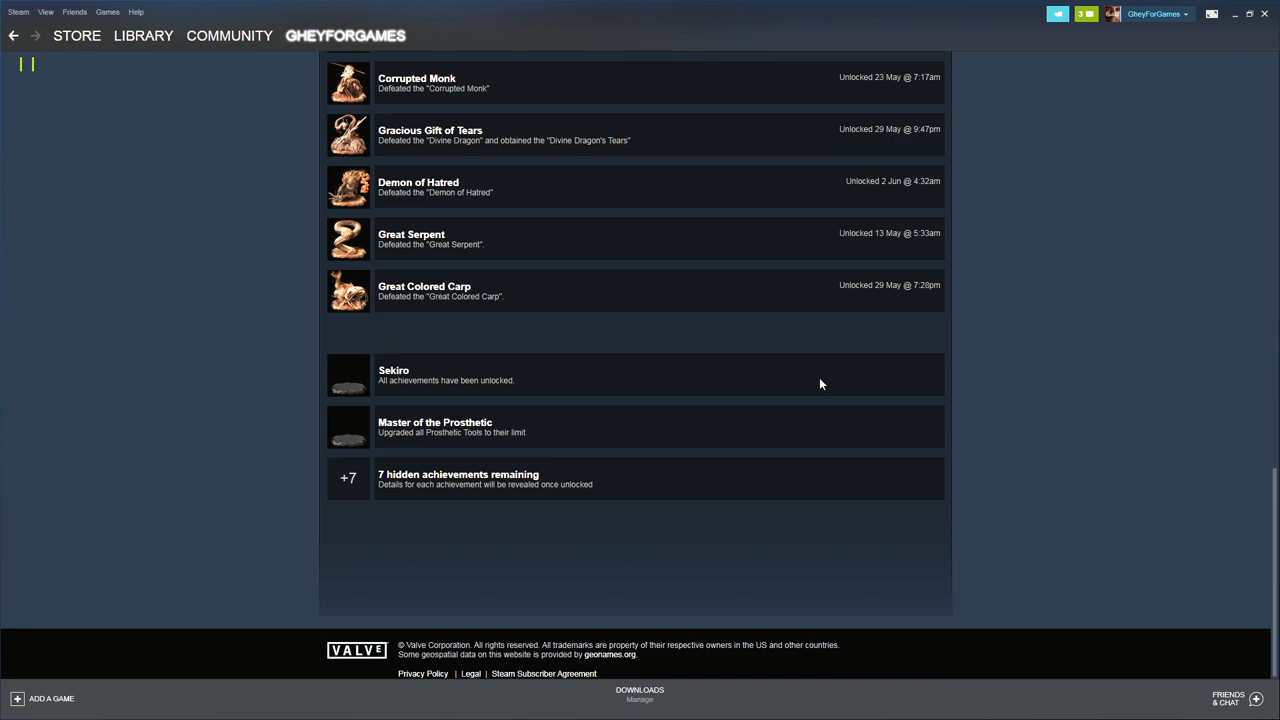 Steam View Friends Games Help
3
GheyForGames
STORE LIBRARY COMMUNITY GHEYFORGAMES
Corrupted Monk
Defeated the "Corrupted Monk"
Unlocked 23 May @ 7:17am
Gracious Gift of Tears
Defeated the "Divine Dragon" and obtained the "Divine Dragon's Tears"
Unlocked 29 May @ 9:47pm
Demon of Hatred
Defeated the "Demon of Hatred"
Unlocked 2 Jun @ 4:32am
Great Serpent
Defeated the "Great Serpent".
Unlocked 13 May @ 5:33am
Great Colored Carp
Defeated the "Great Colored Carp".
Unlocked 29 May @ 7:28pm
Sekiro
All achievements have been unlocked.
Master of the Prosthetic
Upgraded all Prosthetic Tools to their limit
+7
7 hidden achievements remaining
Details for each achievement will be revealed once unlocked
VALVE
© Valve Corporation. All rights reserved. All trademarks are property of their respective owners in the US and other countries.
Some geospatial data on this website is provided by geonames.org.
Privacy Policy | Legal | Steam Subscriber Agreement
ADD A GAME
DOWNLOADS
Manage
FRIENDS
& CHAT